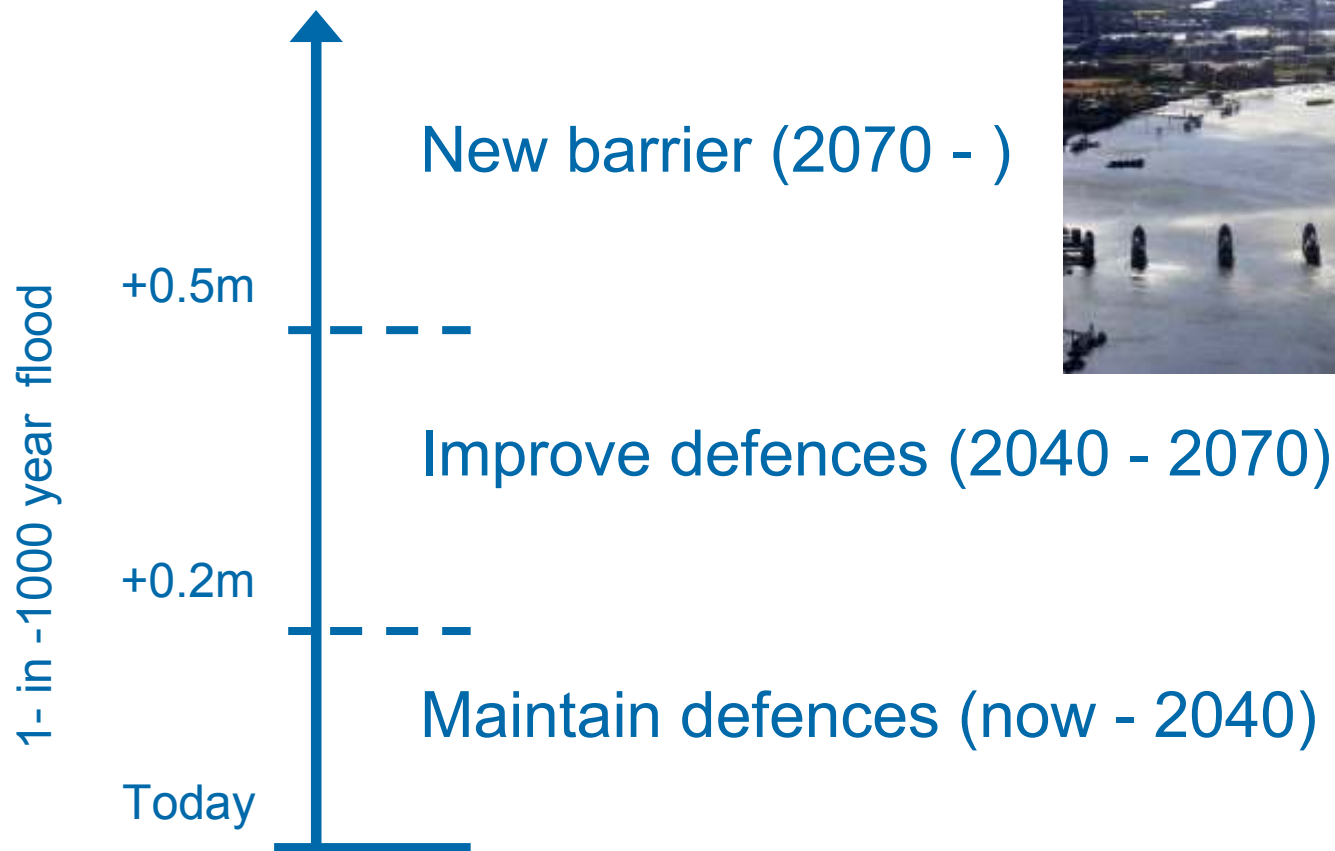 New barrier (2070 - )
+0.5m
1- in -1000 year flood
Improve defences (2040 - 2070)
+0.2m
Maintain defences (now - 2040)
Today